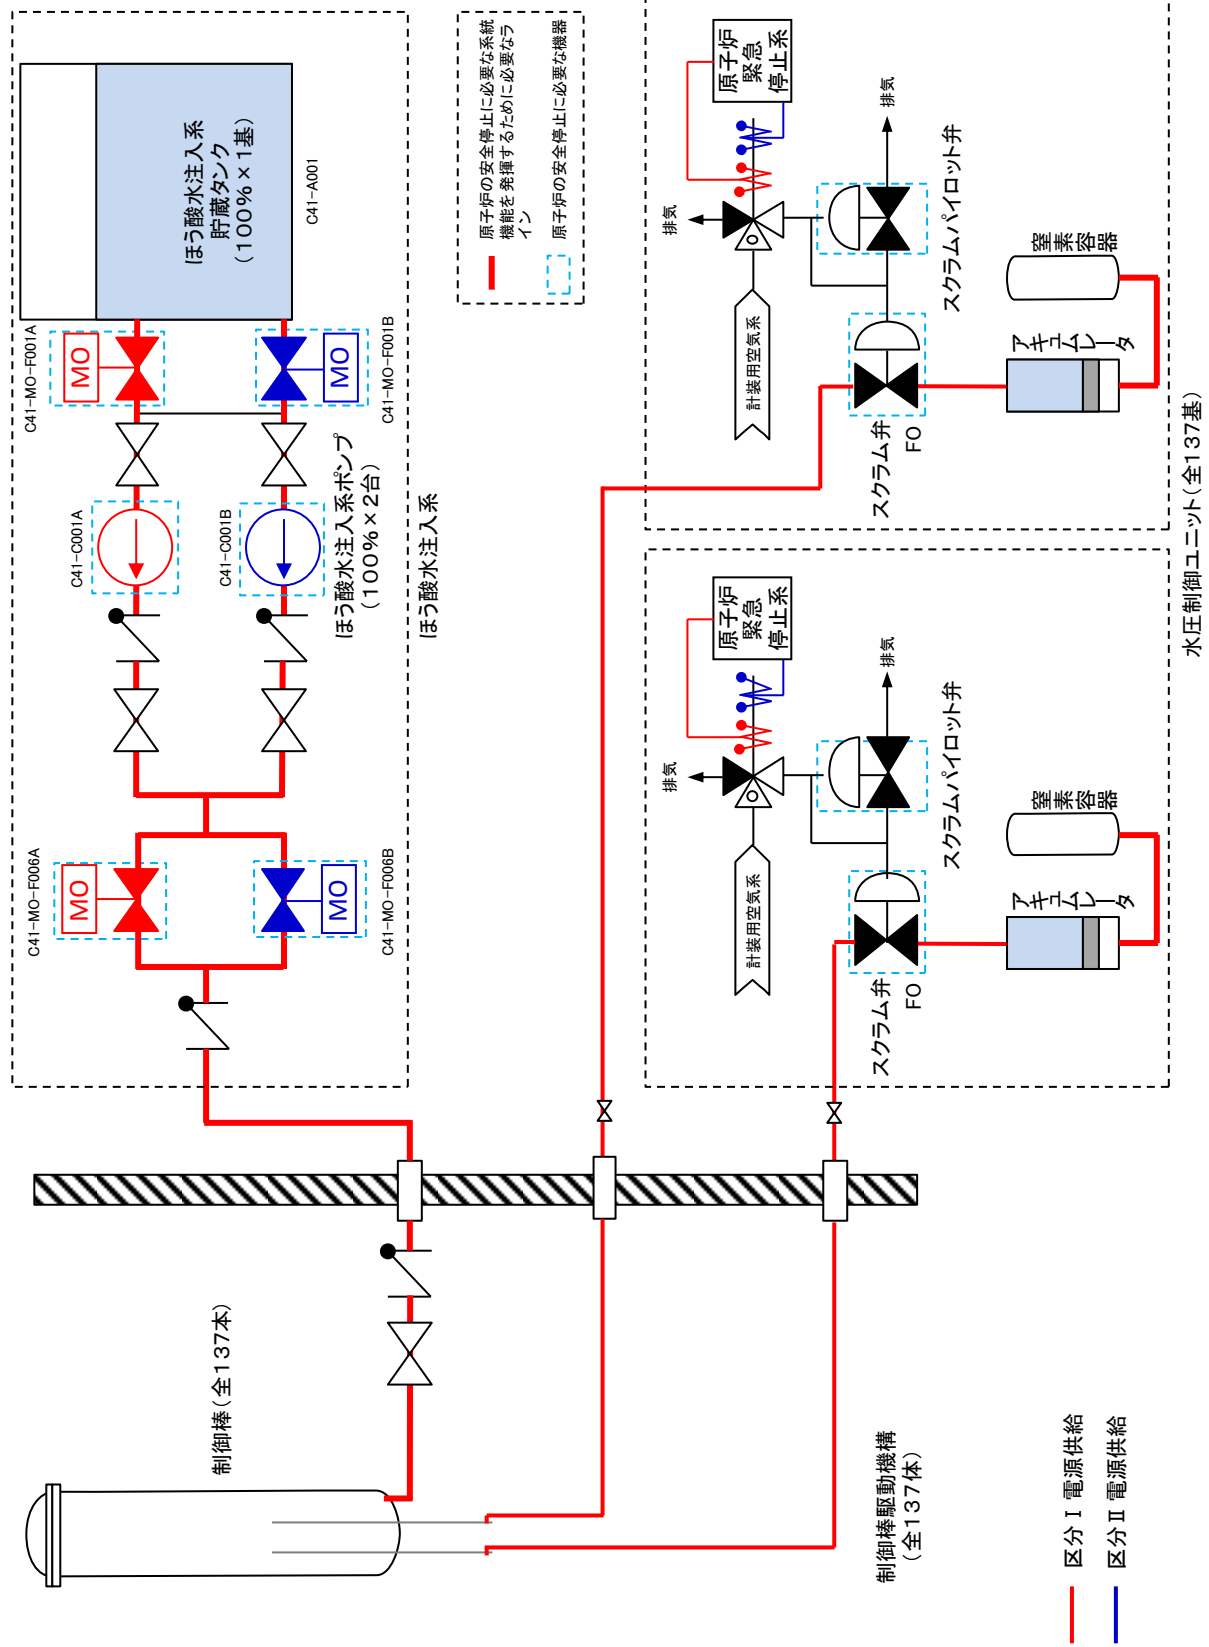 ほう酸水注入系
貯蔵タンク
（100%×1基）
C41-A001
C41-MO-F001A
MO
MO
C41-MO-F001B
C41-C001A
C41-C001B
ほう酸水注入系ポンプ
（100%×2台）
ほう酸水注入系
C41-MO-F006A
MO
MO
C41-MO-F006B
原子炉の安全停止に必要な系統
機能を発揮するために必要なラ
イン
原子炉の安全停止に必要な機器
原子炉
緊急
停止系
排気
排気
計装用空気系
スクラムパイロット弁
スクラム弁
FO
アキュムレータ
窒素容器
原子炉
緊急
停止系
排気
排気
計装用空気系
スクラムパイロット弁
スクラム弁
FO
アキュムレータ
窒素容器
水圧制御ユニット（全137基）
制御棒（全137本）
制御棒駆動機構
（全137体）
区分Ⅰ 電源供給
区分Ⅱ 電源供給